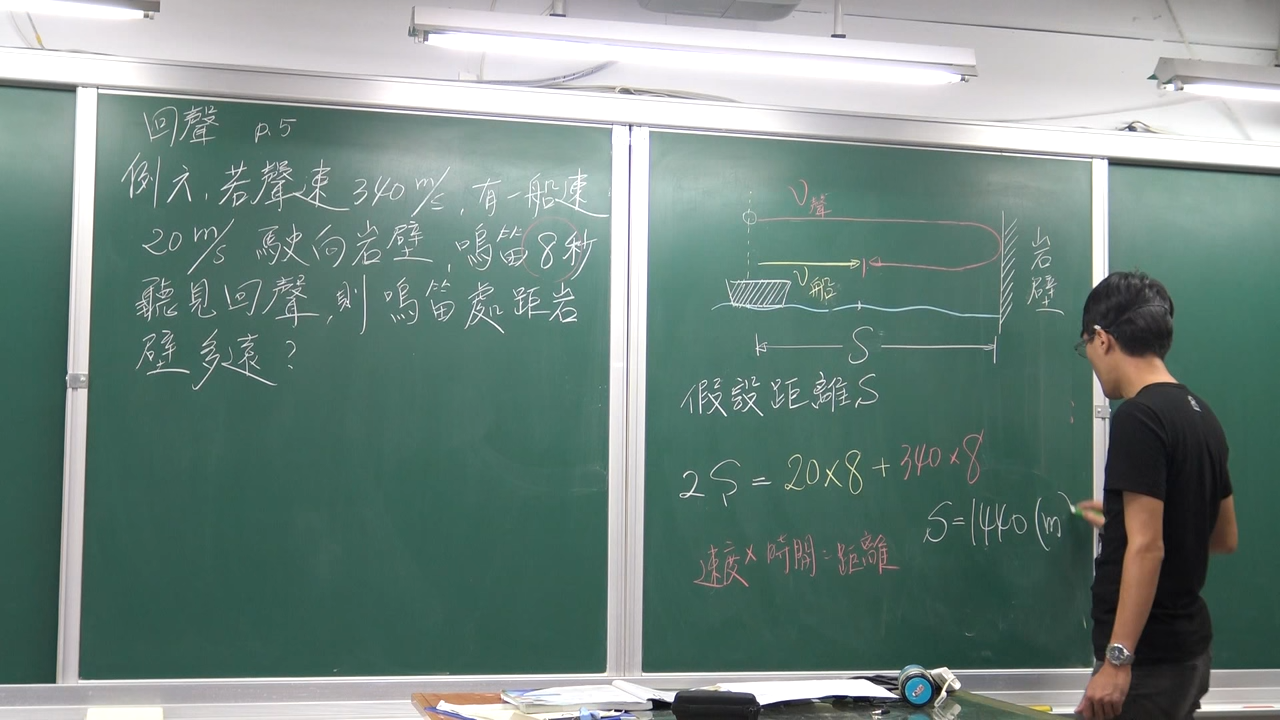 回聲 p.5
例六、若聲速 340 m/s, 有一船速
20 m/s 駛向岩壁, 鳴笛 8 秒
聽見回聲, 則鳴笛處距岩
壁多遠？
V聲
V船
岩壁
S
假設距離 S
2S = 20×8 + 340×8
S=1440 (m)
速度×時間=距離